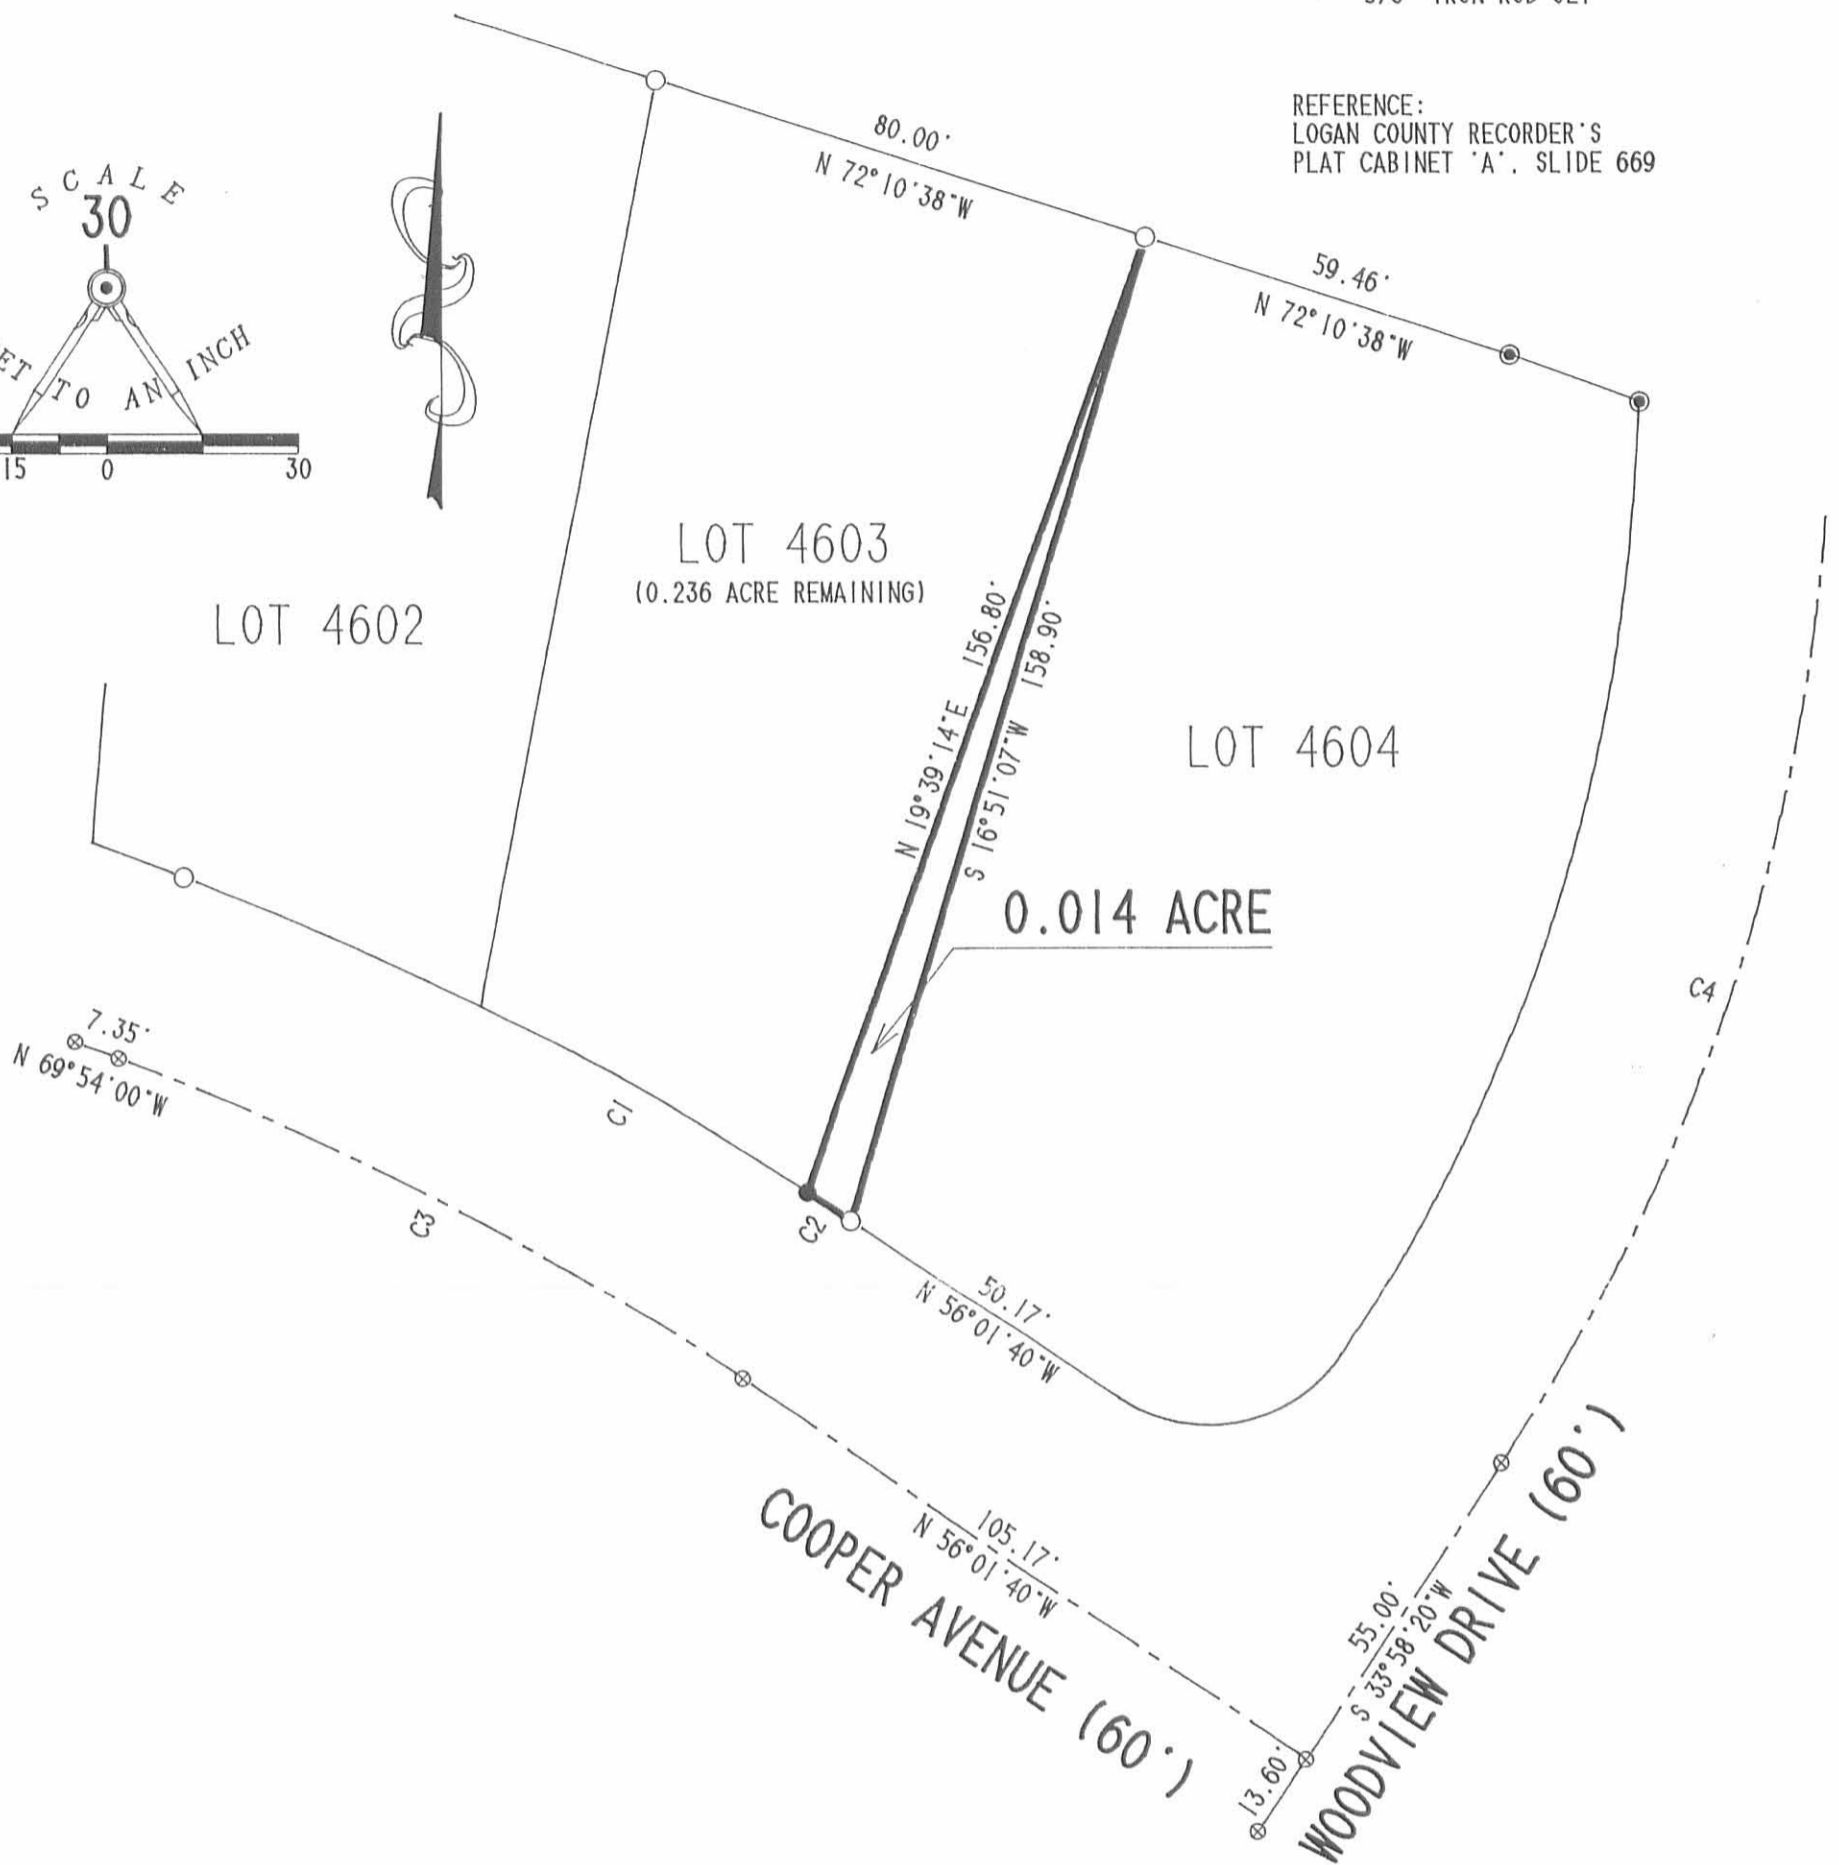 REFERENCE:
LOGAN COUNTY RECORDER'S
PLAT CABINET 'A', SLIDE 669
80.00'
N 72°10'38"W
59.46'
N 72°10'38"W
SCALE
30
TO AN INCH
15 0 30
LOT 4603
(0.236 ACRE REMAINING)
LOT 4602
156.80'
N 19°39'14"E
158.90'
S 16°51'07"W
LOT 4604
0.014 ACRE
C4
7.35'
N 69°54'00"W
C1
C3
C2
50.17'
N 56°01'40"W
105.17'
N 56°01'40"W
COOPER AVENUE (60')
55.00'
S 33°58'20"W
WOODVIEW DRIVE (60')
13.60'